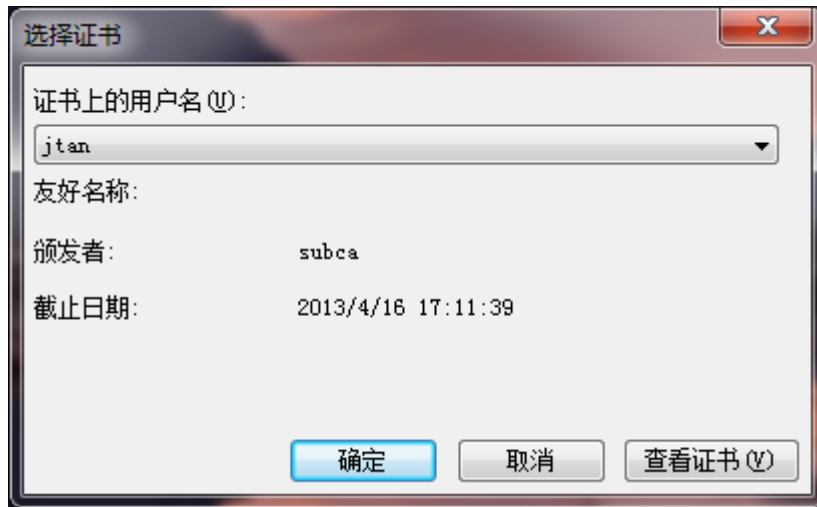 选择证书
证书上的用户名(U):
jtan
友好名称:
颁发者: subca
截止日期: 2013/4/16 17:11:39
确定 取消 查看证书(V)